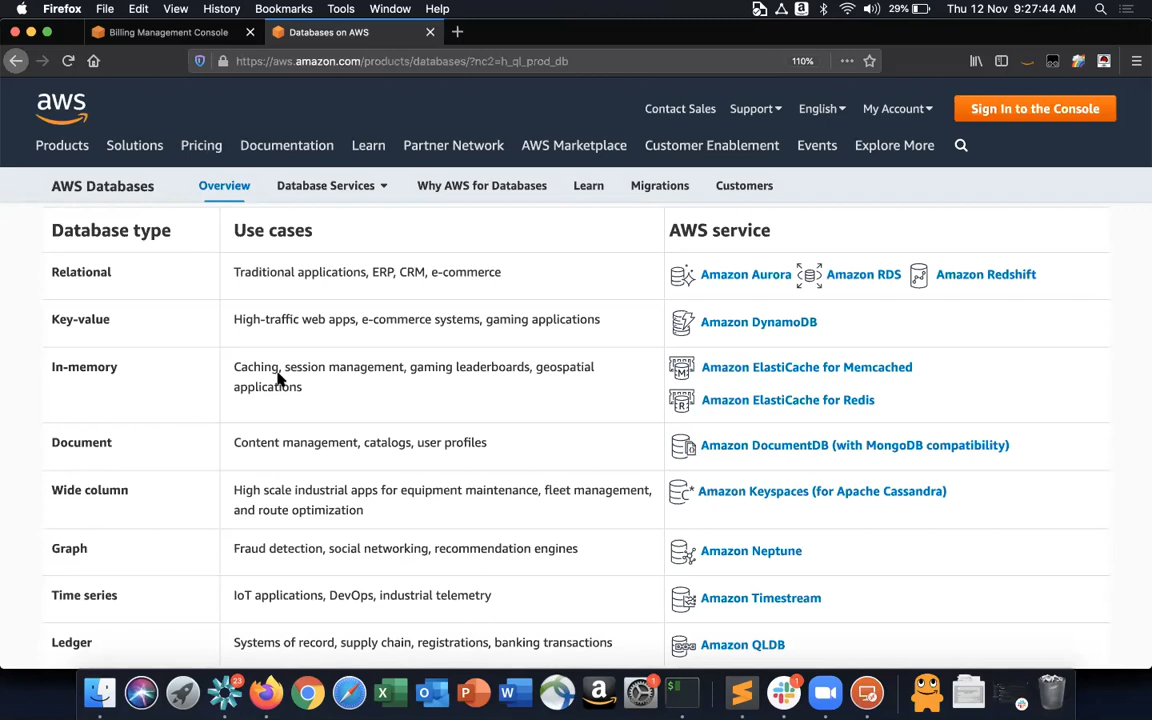 Firefox File Edit View History Bookmarks Tools Window Help 29% Thu 12 Nov 9:27:44 AM
Billing Management Console Databases on AWS
https://aws.amazon.com/products/databases/?nc2=h_ql_prod_db 110%
aws
Contact Sales Support English My Account Sign In to the Console
Products Solutions Pricing Documentation Learn Partner Network AWS Marketplace Customer Enablement Events Explore More
AWS Databases Overview Database Services Why AWS for Databases Learn Migrations Customers
Database type Use cases AWS service
Relational Traditional applications, ERP, CRM, e-commerce Amazon Aurora Amazon RDS Amazon Redshift
Key-value High-traffic web apps, e-commerce systems, gaming applications Amazon DynamoDB
In-memory Caching, session management, gaming leaderboards, geospatial Amazon ElastiCache for Memcached
applications
Amazon ElastiCache for Redis
Document Content management, catalogs, user profiles Amazon DocumentDB (with MongoDB compatibility)
Wide column High scale industrial apps for equipment maintenance, fleet management, Amazon Keyspaces (for Apache Cassandra)
and route optimization
Graph Fraud detection, social networking, recommendation engines Amazon Neptune
Time series IoT applications, DevOps, industrial telemetry Amazon Timestream
Ledger Systems of record, supply chain, registrations, banking transactions Amazon QLDB
23 1 1